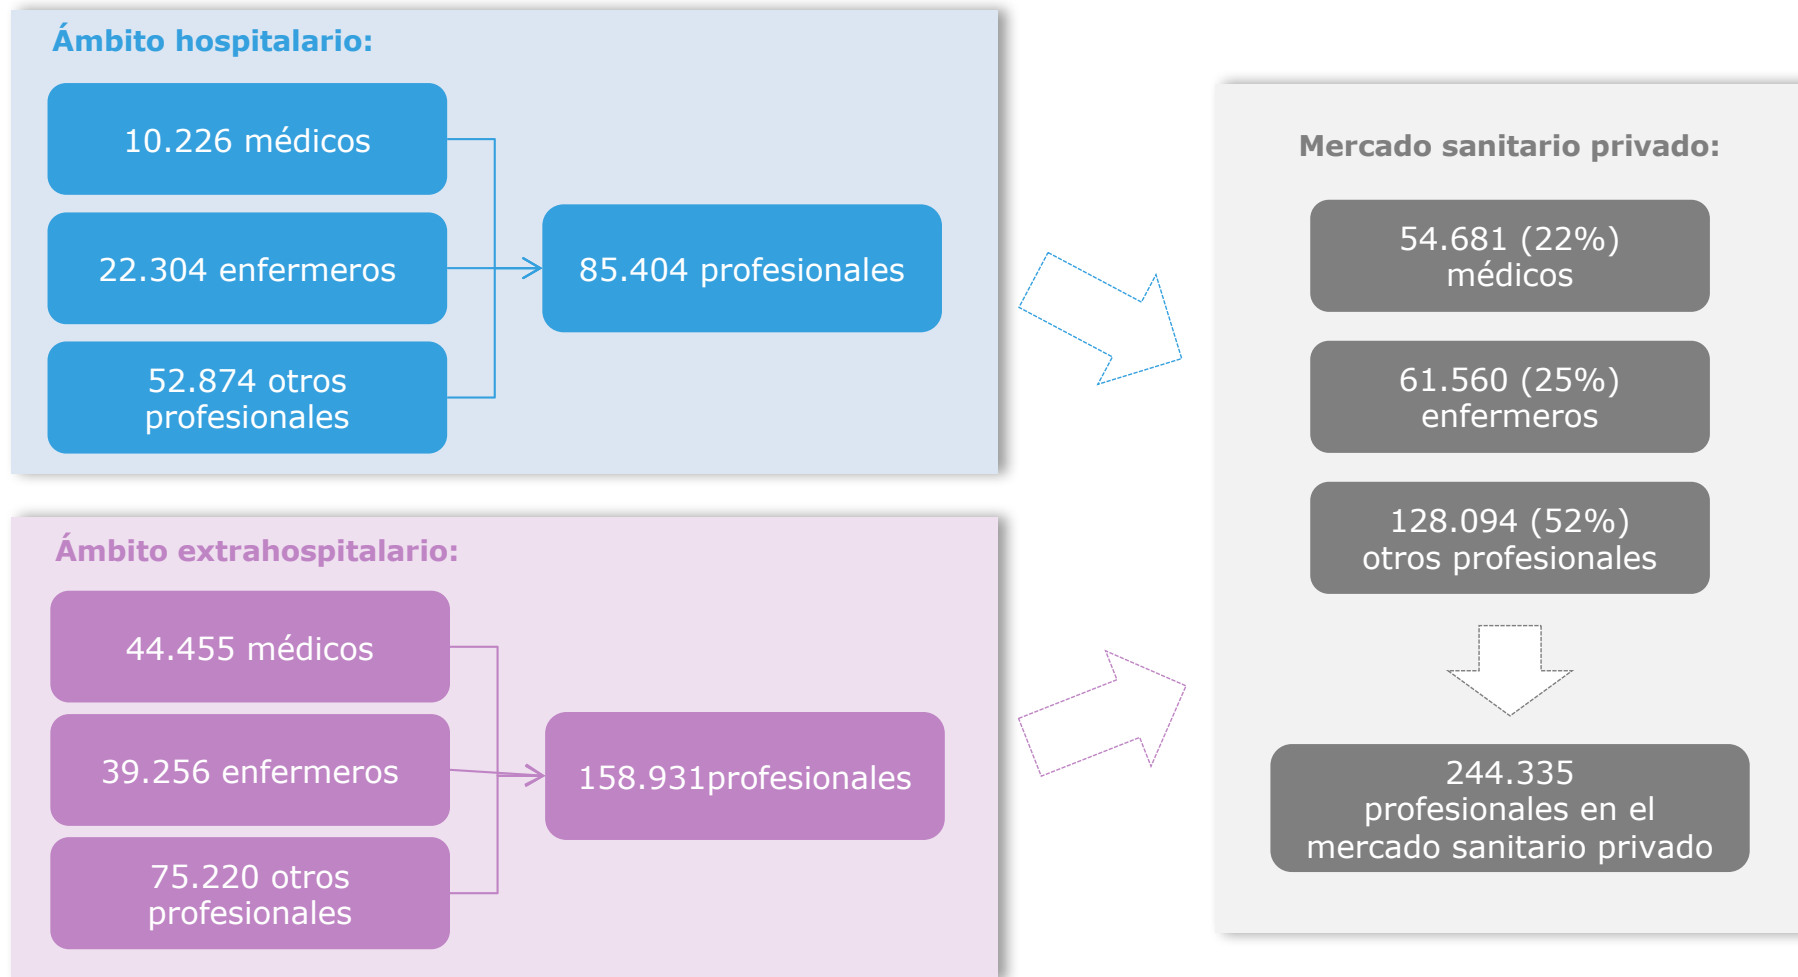 Ámbito hospitalario:
10.226 médicos
22.304 enfermeros
52.874 otros
profesionales
85.404 profesionales
Ámbito extrahospitalario:
44.455 médicos
39.256 enfermeros
75.220 otros
profesionales
158.931profesionales
Mercado sanitario privado:
54.681 (22%)
médicos
61.560 (25%)
enfermeros
128.094 (52%)
otros profesionales
244.335
profesionales en el
mercado sanitario privado